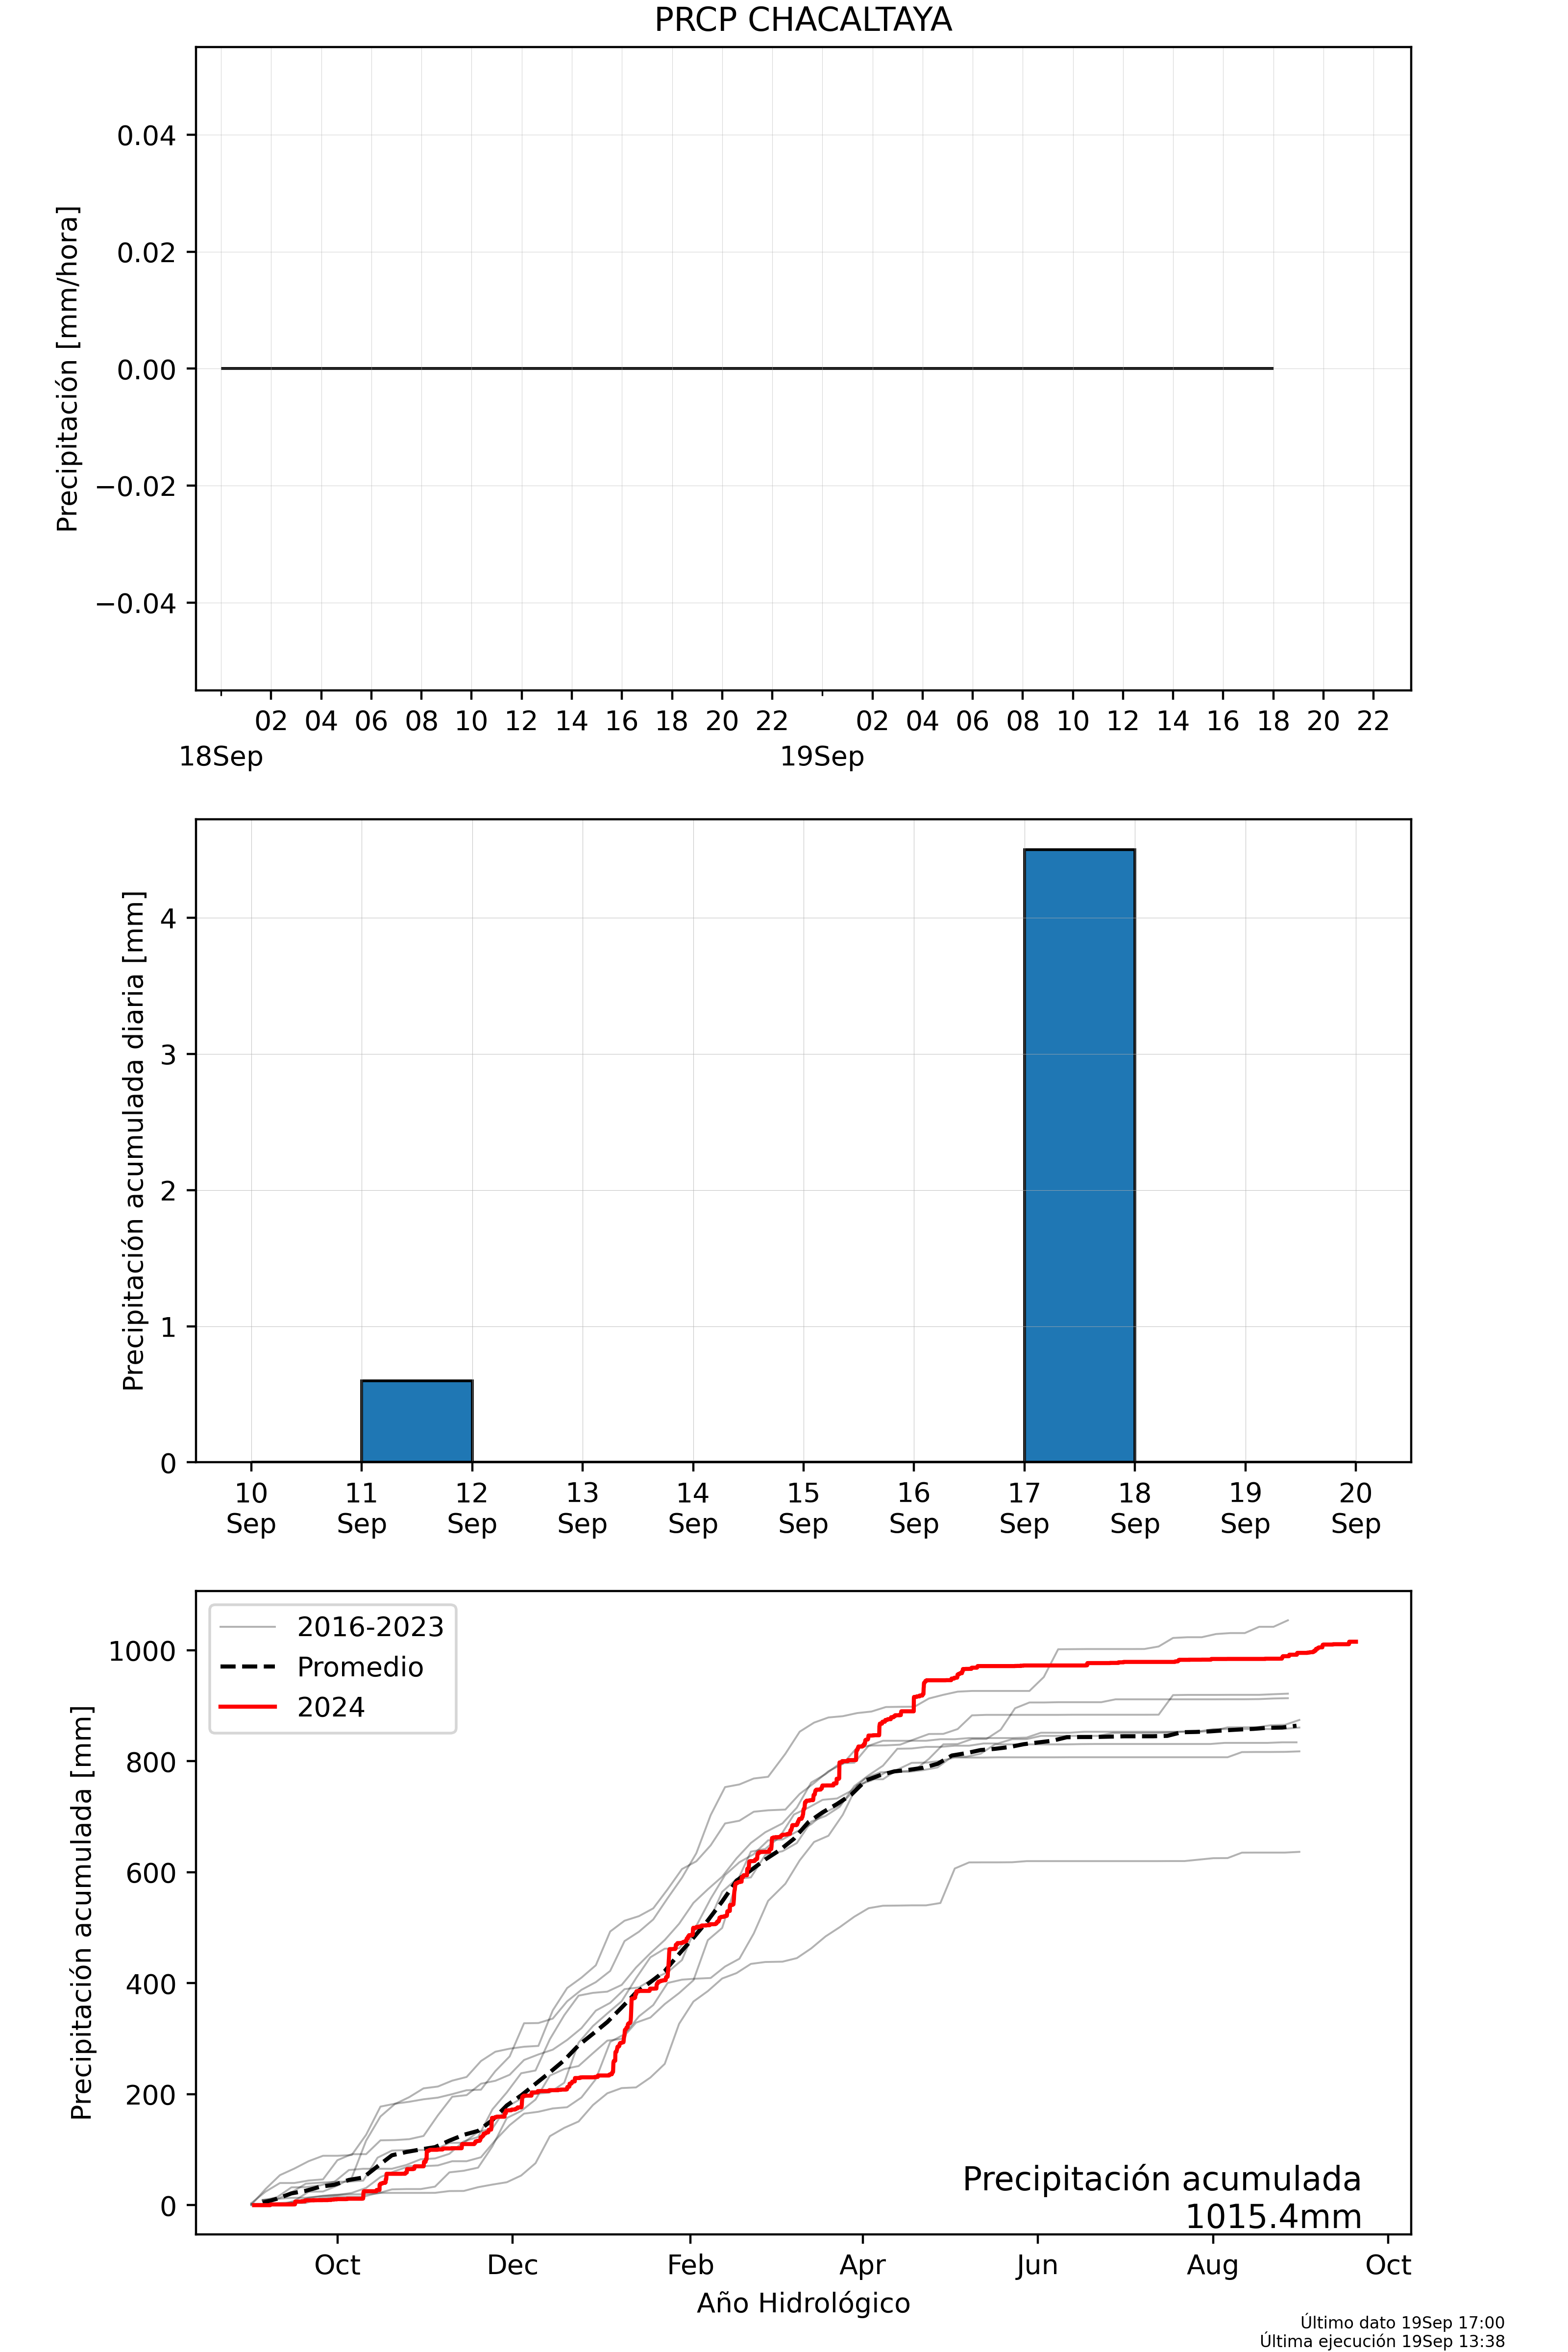 PRCP CHACALTAYA
Precipitación [mm/hora]
0.04
0.02
0.00
−0.02
−0.04
02 04 06 08 10 12 14 16 18 20 22 02 04 06 08 10 12 14 16 18 20 22
18Sep 19Sep
Precipitación acumulada diaria [mm]
4
3
2
1
0
10 11 12 13 14 15 16 17 18 19 20
Sep Sep Sep Sep Sep Sep Sep Sep Sep Sep Sep
Precipitación acumulada [mm]
1000
800
600
400
200
0
2016-2023
Promedio
2024
Precipitación acumulada
1015.4mm
Oct Dec Feb Apr Jun Aug Oct
Año Hidrológico
Último dato 19Sep 17:00
Última ejecución 19Sep 13:38